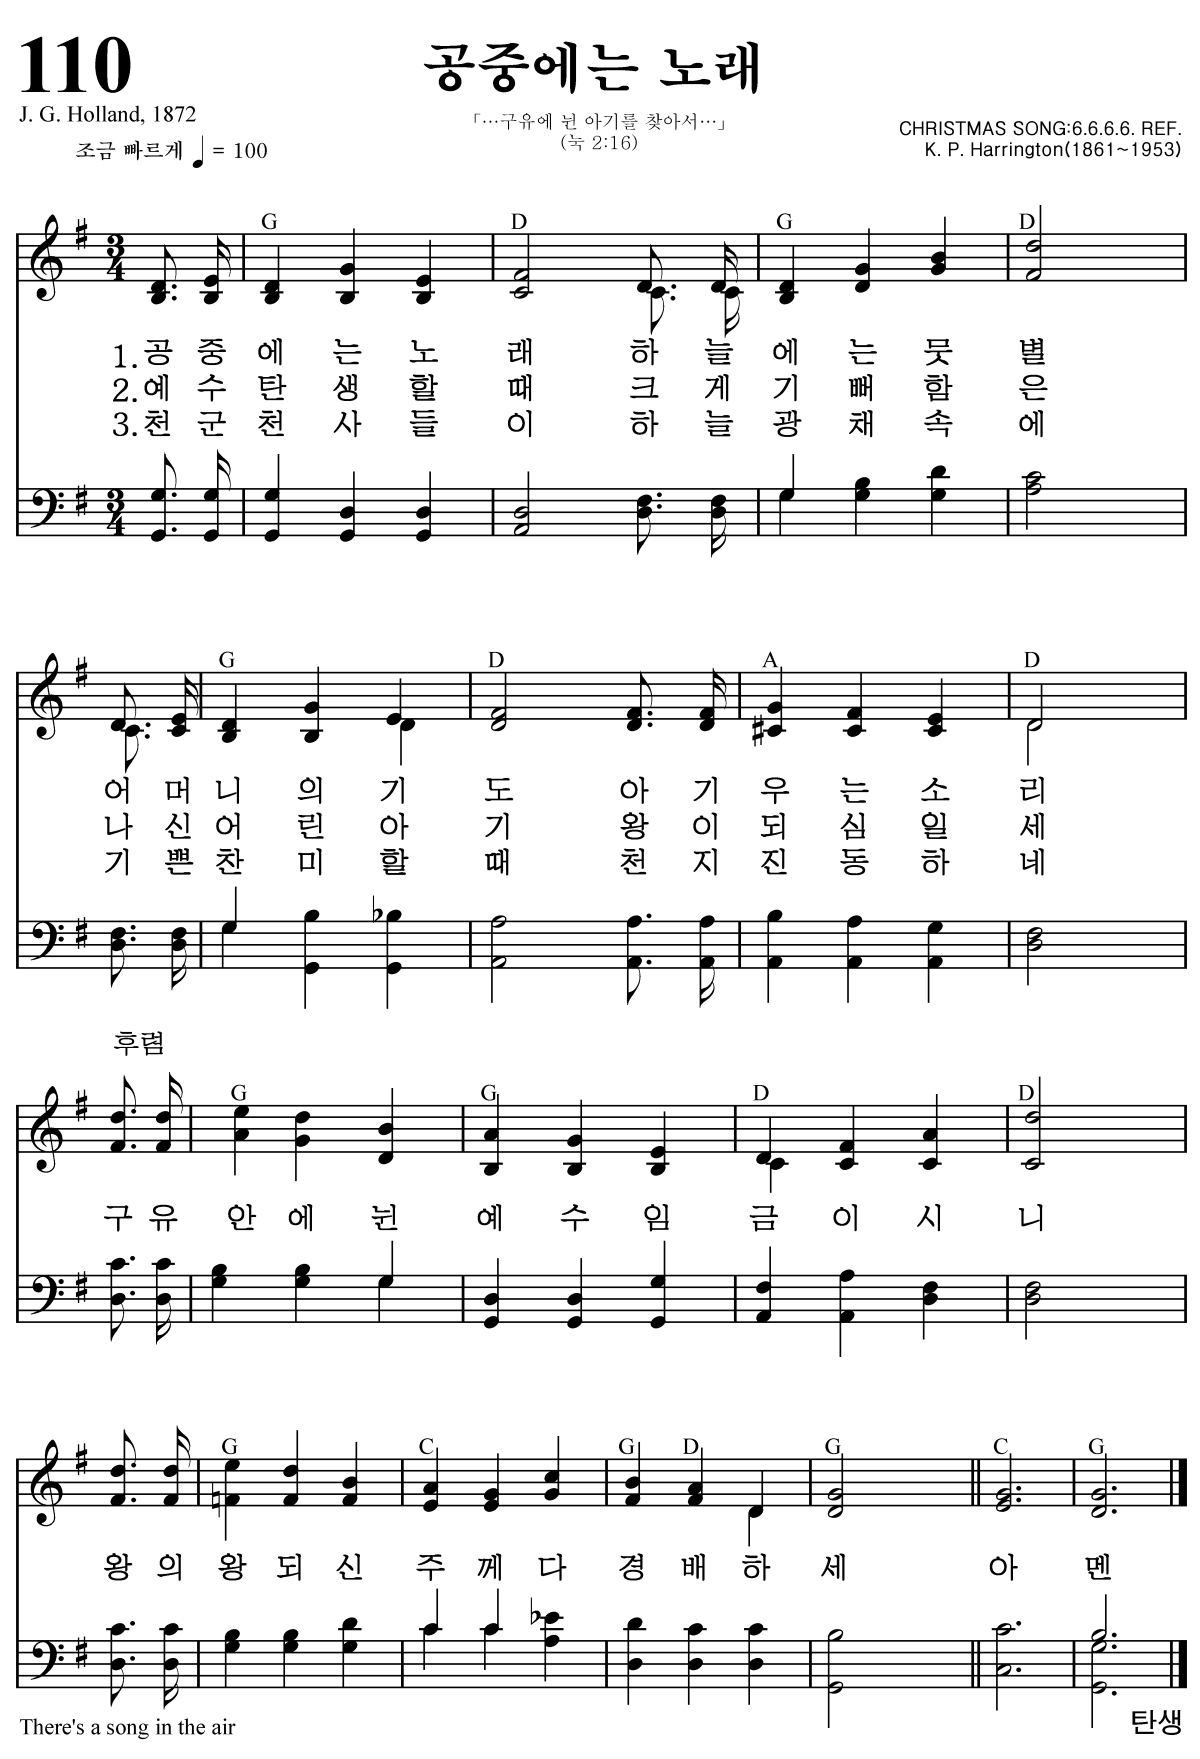 110
공중에는 노래
J. G. Holland, 1872
「…구유에 뉜 아기를 찾아서…」
(눅 2:16)
CHRISTMAS SONG:6.6.6.6. REF.
K. P. Harrington(1861~1953)
조금 빠르게 ♩ = 100
G D G D
1. 공 중 에 는 노 래 하 늘 에 는 뭇 별
2. 예 수 탄 생 할 때 크 게 기 뻐 함 은
3. 천 군 천 사 들 이 하 늘 광 채 속 에
G D A D
어 머 니 의 기 도 아 기 우 는 소 리
나 신 어 린 아 기 왕 이 되 심 일 세
기 쁜 찬 미 할 때 천 지 진 동 하 네
후렴
G G D D
구 유 안 에 뉜 예 수 임 금 이 시 니
G C G D G C G
왕 의 왕 되 신 주 께 다 경 배 하 세 아 멘
There's a song in the air
탄생